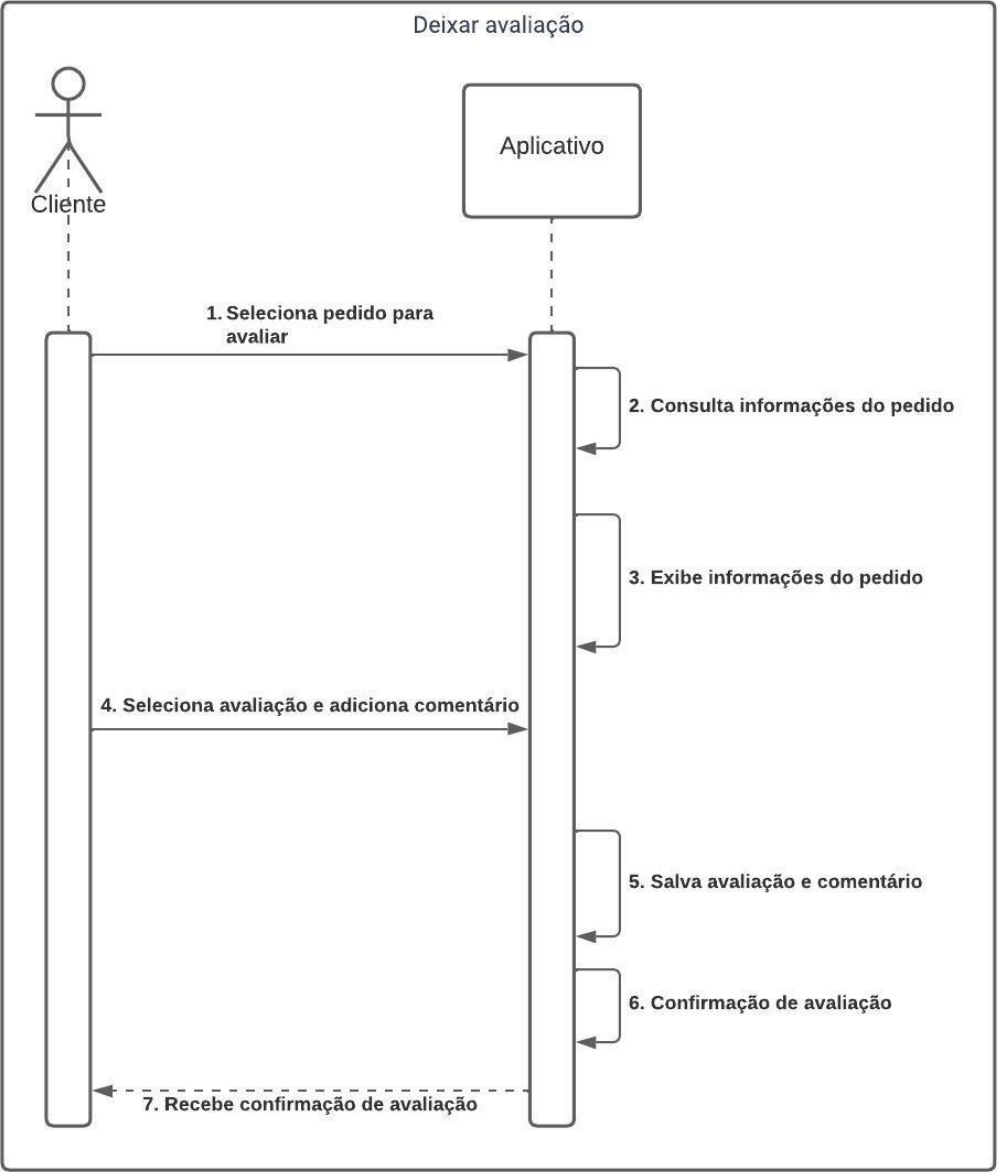 Deixar avaliação
Cliente
Aplicativo
1. Seleciona pedido para
avaliar
2. Consulta informações do pedido
3. Exibe informações do pedido
4. Seleciona avaliação e adiciona comentário
5. Salva avaliação e comentário
6. Confirmação de avaliação
7. Recebe confirmação de avaliação